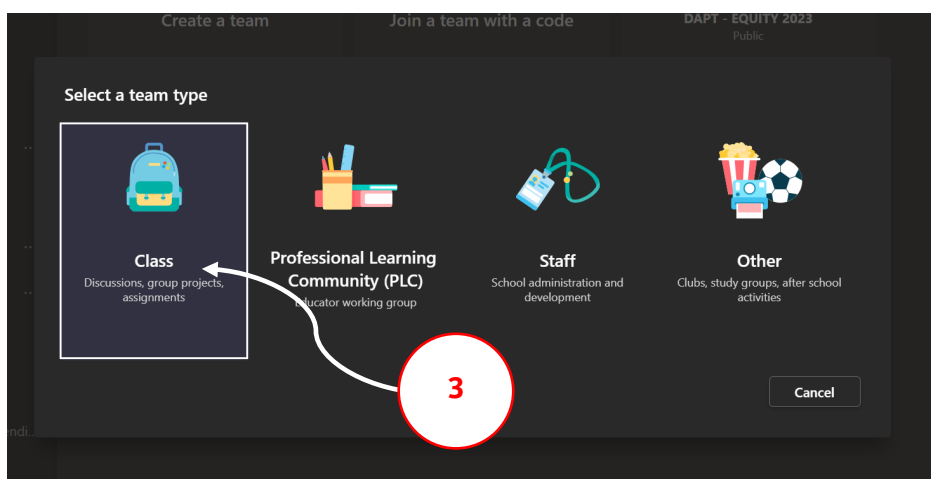 Create a team
Join a team with a code
DAPT - EQUITY 2023
Public
Select a team type
Class
Discussions, group projects,
assignments
Professional Learning
Community (PLC)
Educator working group
Staff
School administration and
development
Other
Clubs, study groups, after school
activities
3
Cancel
endi...